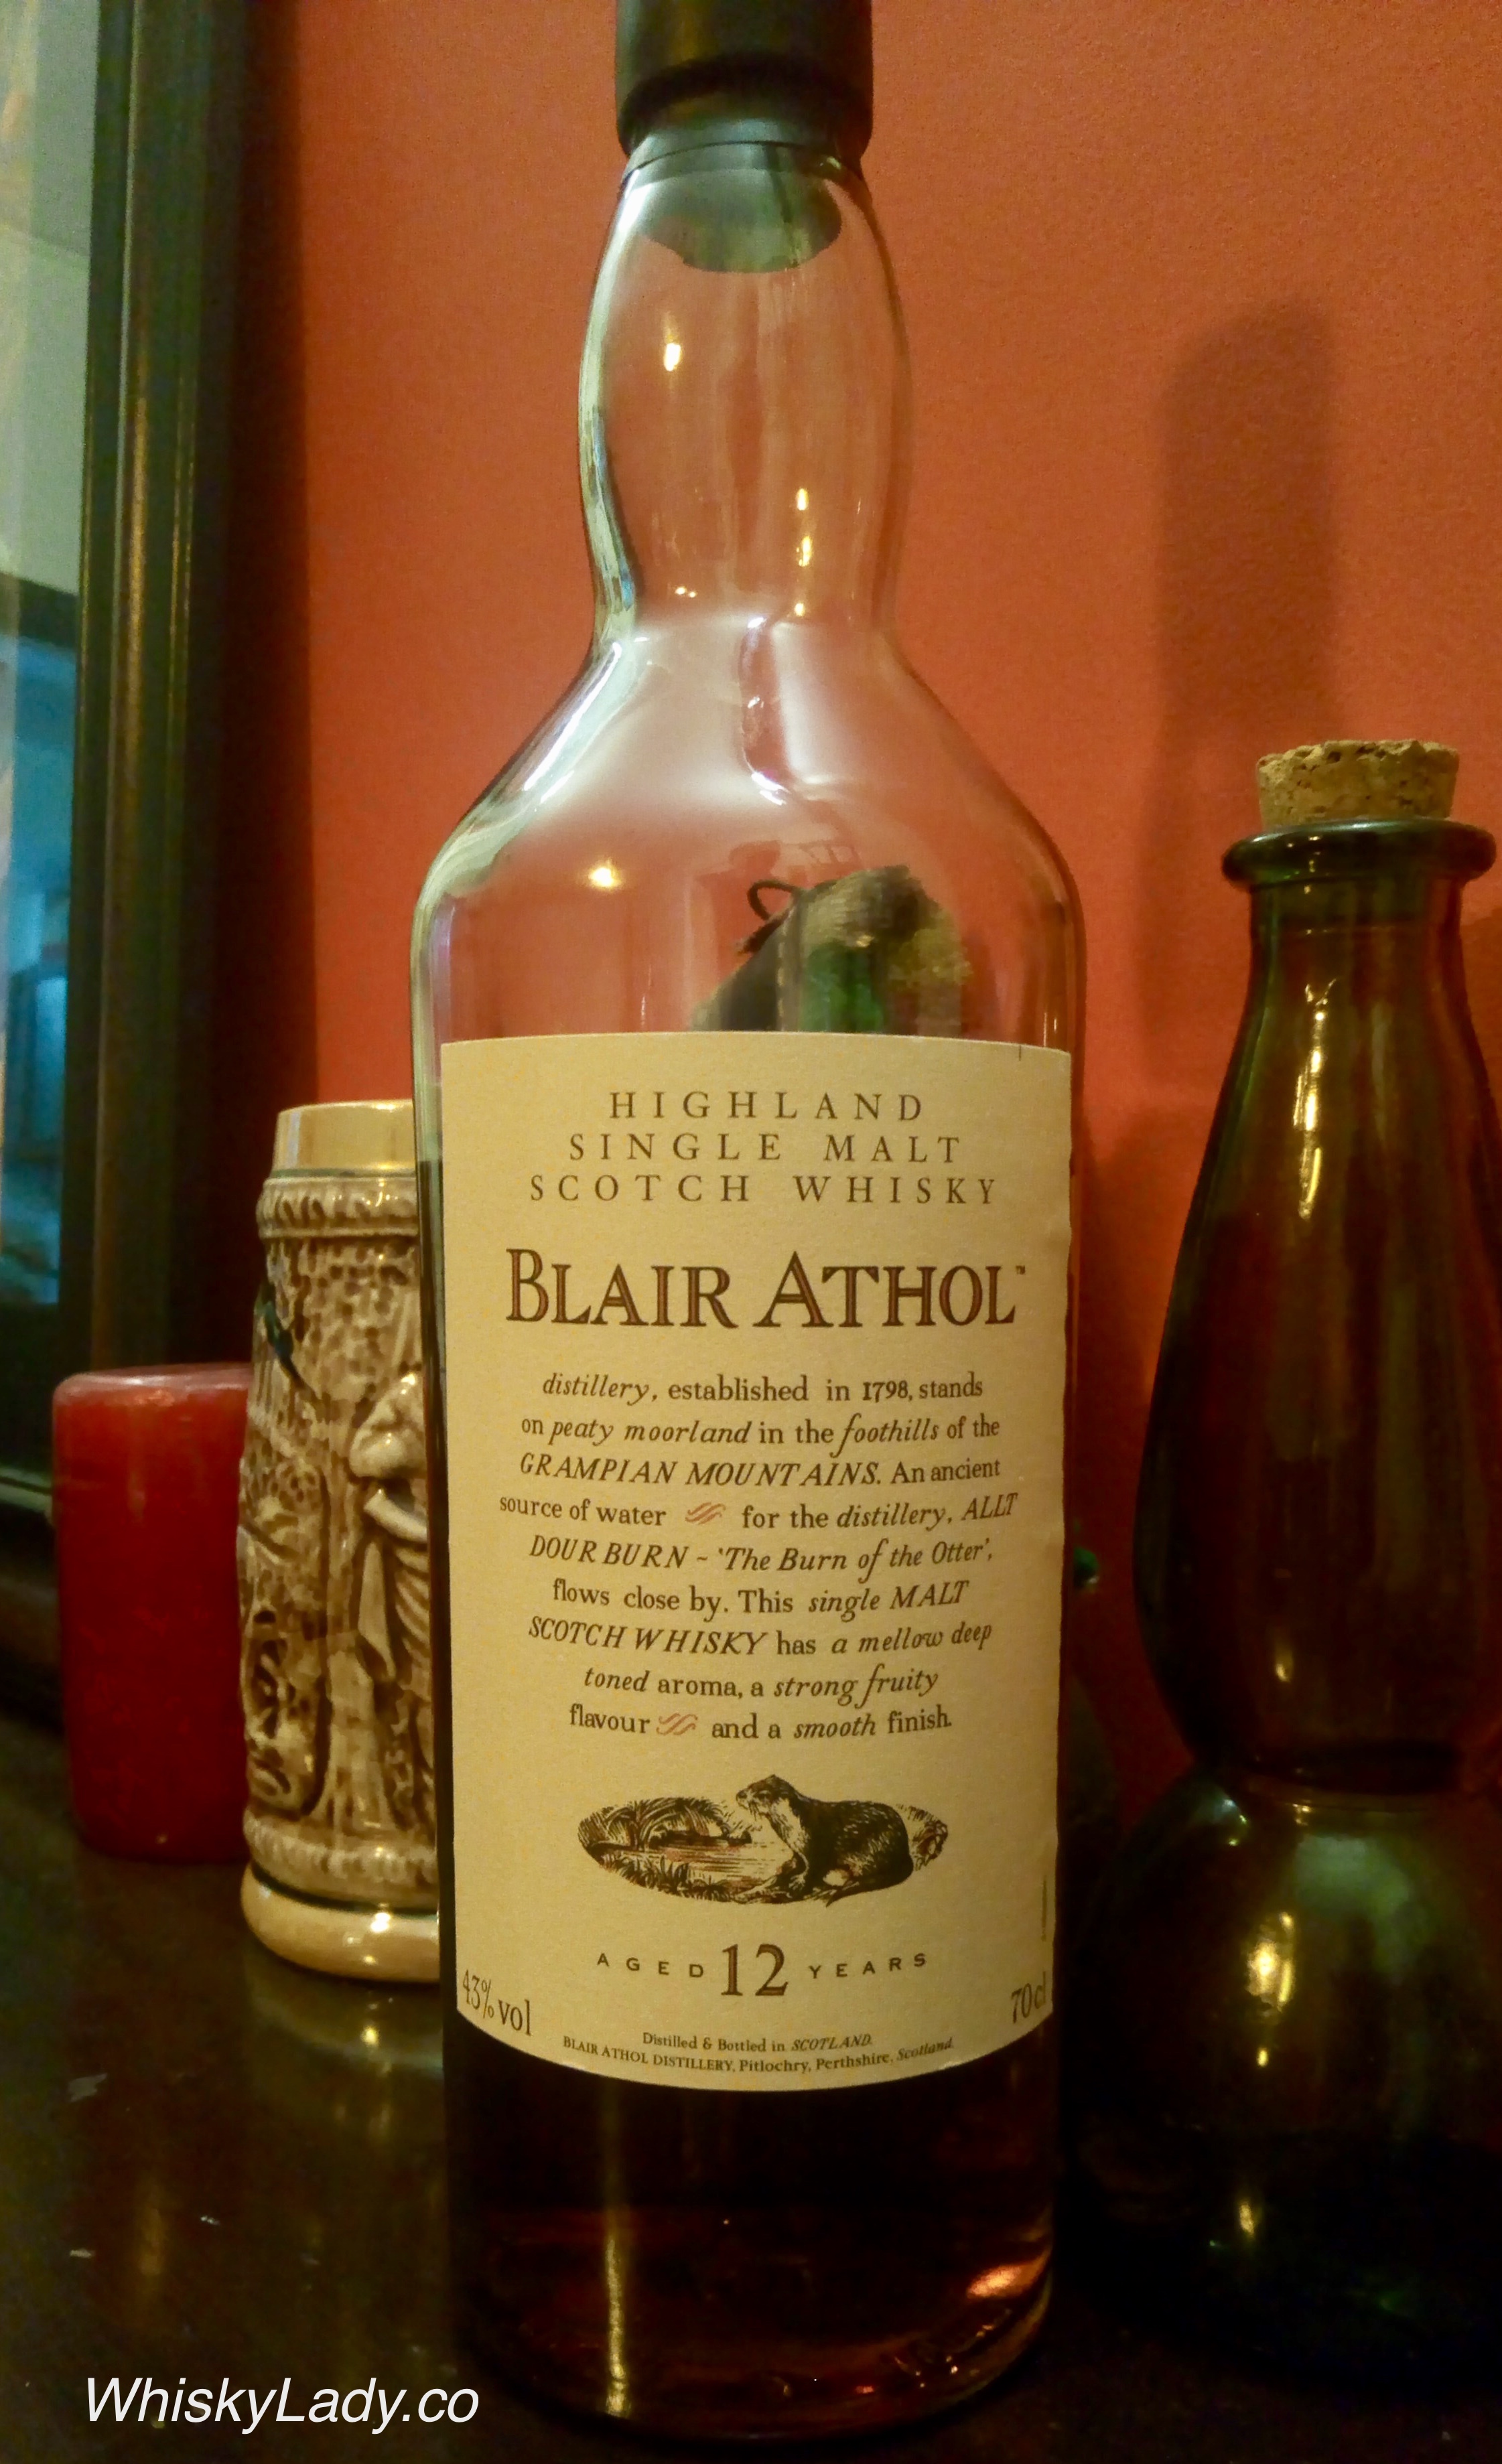 HIGHLAND
SINGLE MALT
SCOTCH WHISKY
BLAIR ATHOL™
distillery, established in 1798, stands
on peaty moorland in the foothills of the
GRAMPIAN MOUNTAINS. An ancient
source of water for the distillery, ALLT
DOUR BURN ~ 'The Burn of the Otter',
flows close by. This single MALT
SCOTCH WHISKY has a mellow deep
toned aroma, a strong fruity
flavour and a smooth finish.
AGED 12 YEARS
43% vol 70cl
Distilled & Bottled in SCOTLAND.
BLAIR ATHOL DISTILLERY, Pitlochry, Perthshire, Scotland.
WhiskyLady.co